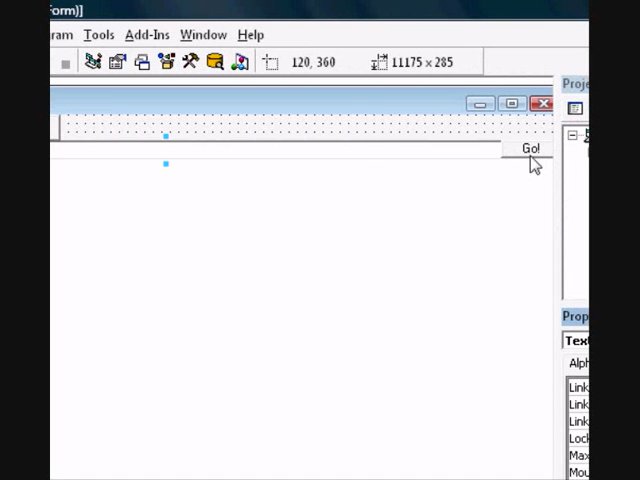 orm)]
ram Tools Add-Ins Window Help
120, 360 11175 x 285
Proje
Go!
Prop
Tex
Alph
Link
Link
Link
Lock
Max
Mou